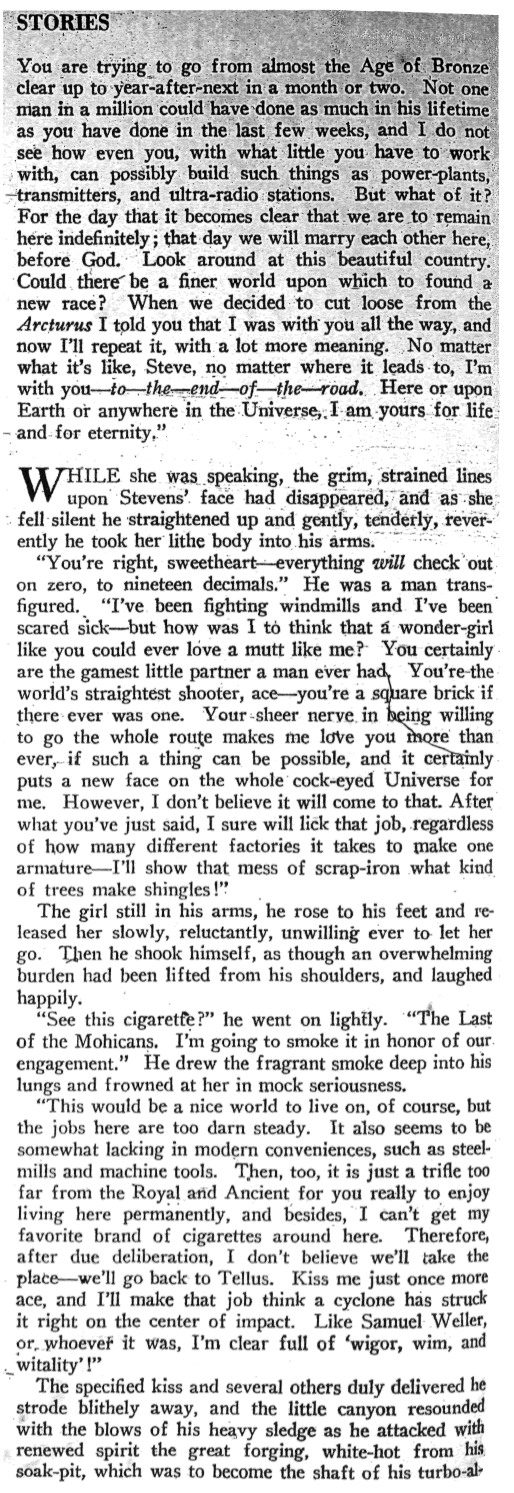 STORIES
You are trying to go from almost the Age of Bronze
clear up to year-after-next in a month or two. Not one
man in a million could have done as much in his lifetime
as you have done in the last few weeks, and I do not
see how even you, with what little you have to work
with, can possibly build such things as power-plants,
transmitters, and ultra-radio stations. But what of it?
For the day that it becomes clear that we are to remain
here indefinitely; that day we will marry each other here,
before God. Look around at this beautiful country.
Could there be a finer world upon which to found a
new race? When we decided to cut loose from the
Arcturus I told you that I was with you all the way, and
now I'll repeat it, with a lot more meaning. No matter
what it's like, Steve, no matter where it leads to, I'm
with you—to—the—end—of—the—road. Here or upon
Earth or anywhere in the Universe, I am yours for life
and for eternity."
WHILE she was speaking, the grim, strained lines
upon Stevens' face had disappeared, and as she
fell silent he straightened up and gently, tenderly, rever-
ently he took her lithe body into his arms.
"You're right, sweetheart—everything will check out
on zero, to nineteen decimals." He was a man trans-
figured. "I've been fighting windmills and I've been
scared sick—but how was I to think that a wonder-girl
like you could ever love a mutt like me? You certainly
are the gamest little partner a man ever had. You're the
world's straightest shooter, ace—you're a square brick if
there ever was one. Your sheer nerve in being willing
to go the whole route makes me love you more than
ever, if such a thing can be possible, and it certainly
puts a new face on the whole cock-eyed Universe for
me. However, I don't believe it will come to that. After
what you've just said, I sure will lick that job, regardless
of how many different factories it takes to make one
armature—I'll show that mess of scrap-iron what kind
of trees make shingles!"
The girl still in his arms, he rose to his feet and re-
leased her slowly, reluctantly, unwilling ever to let her
go. Then he shook himself, as though an overwhelming
burden had been lifted from his shoulders, and laughed
happily.
"See this cigarette?" he went on lightly. "The Last
of the Mohicans. I'm going to smoke it in honor of our
engagement." He drew the fragrant smoke deep into his
lungs and frowned at her in mock seriousness.
"This would be a nice world to live on, of course, but
the jobs here are too darn steady. It also seems to be
somewhat lacking in modern conveniences, such as steel-
mills and machine tools. Then, too, it is just a trifle too
far from the Royal and Ancient for you really to enjoy
living here permanently, and besides, I can't get my
favorite brand of cigarettes around here. Therefore,
after due deliberation, I don't believe we'll take the
place—we'll go back to Tellus. Kiss me just once more
ace, and I'll make that job think a cyclone has struck
it right on the center of impact. Like Samuel Weller,
or whoever it was, I'm clear full of 'wigor, wim, and
witality'!"
The specified kiss and several others duly delivered he
strode blithely away, and the little canyon resounded
with the blows of his heavy sledge as he attacked with
renewed spirit the great forging, white-hot from his
soak-pit, which was to become the shaft of his turbo-al-